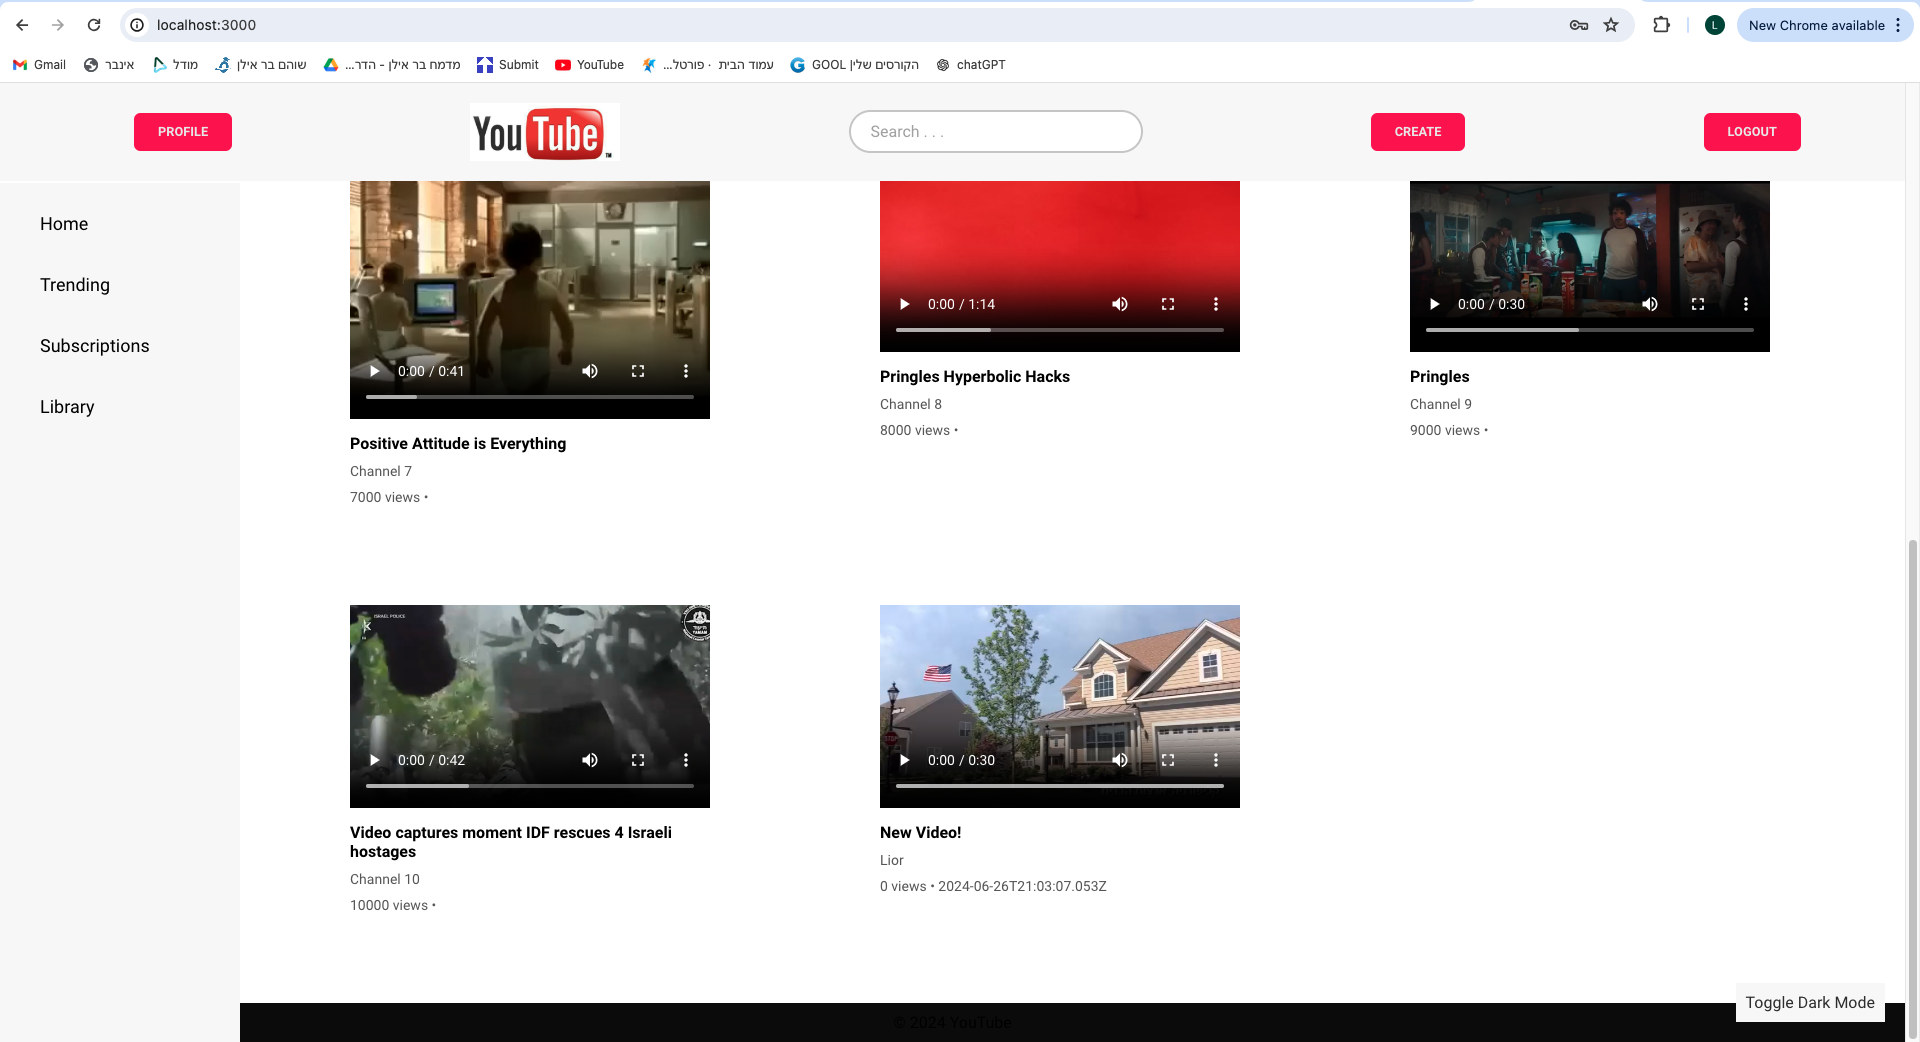 localhost:3000
New Chrome available
L
Gmail
אינבר
מודל
שוהם בר אילן
מדמח בר אילן - הדר...
Submit
YouTube
עמוד הבית · פורטל...
הקורסים שלי| GOOL
chatGPT
PROFILE
YouTube™
Search . . .
CREATE
LOGOUT
Home
Trending
Subscriptions
Library
0:00 / 0:41
Positive Attitude is Everything
Channel 7
7000 views •
0:00 / 1:14
Pringles Hyperbolic Hacks
Channel 8
8000 views •
0:00 / 0:30
Pringles
Channel 9
9000 views •
ISRAEL POLICE
0:00 / 0:42
Video captures moment IDF rescues 4 Israeli
hostages
Channel 10
10000 views •
0:00 / 0:30
New Video!
Lior
0 views • 2024-06-26T21:03:07.053Z
Toggle Dark Mode
© 2024 YouTube